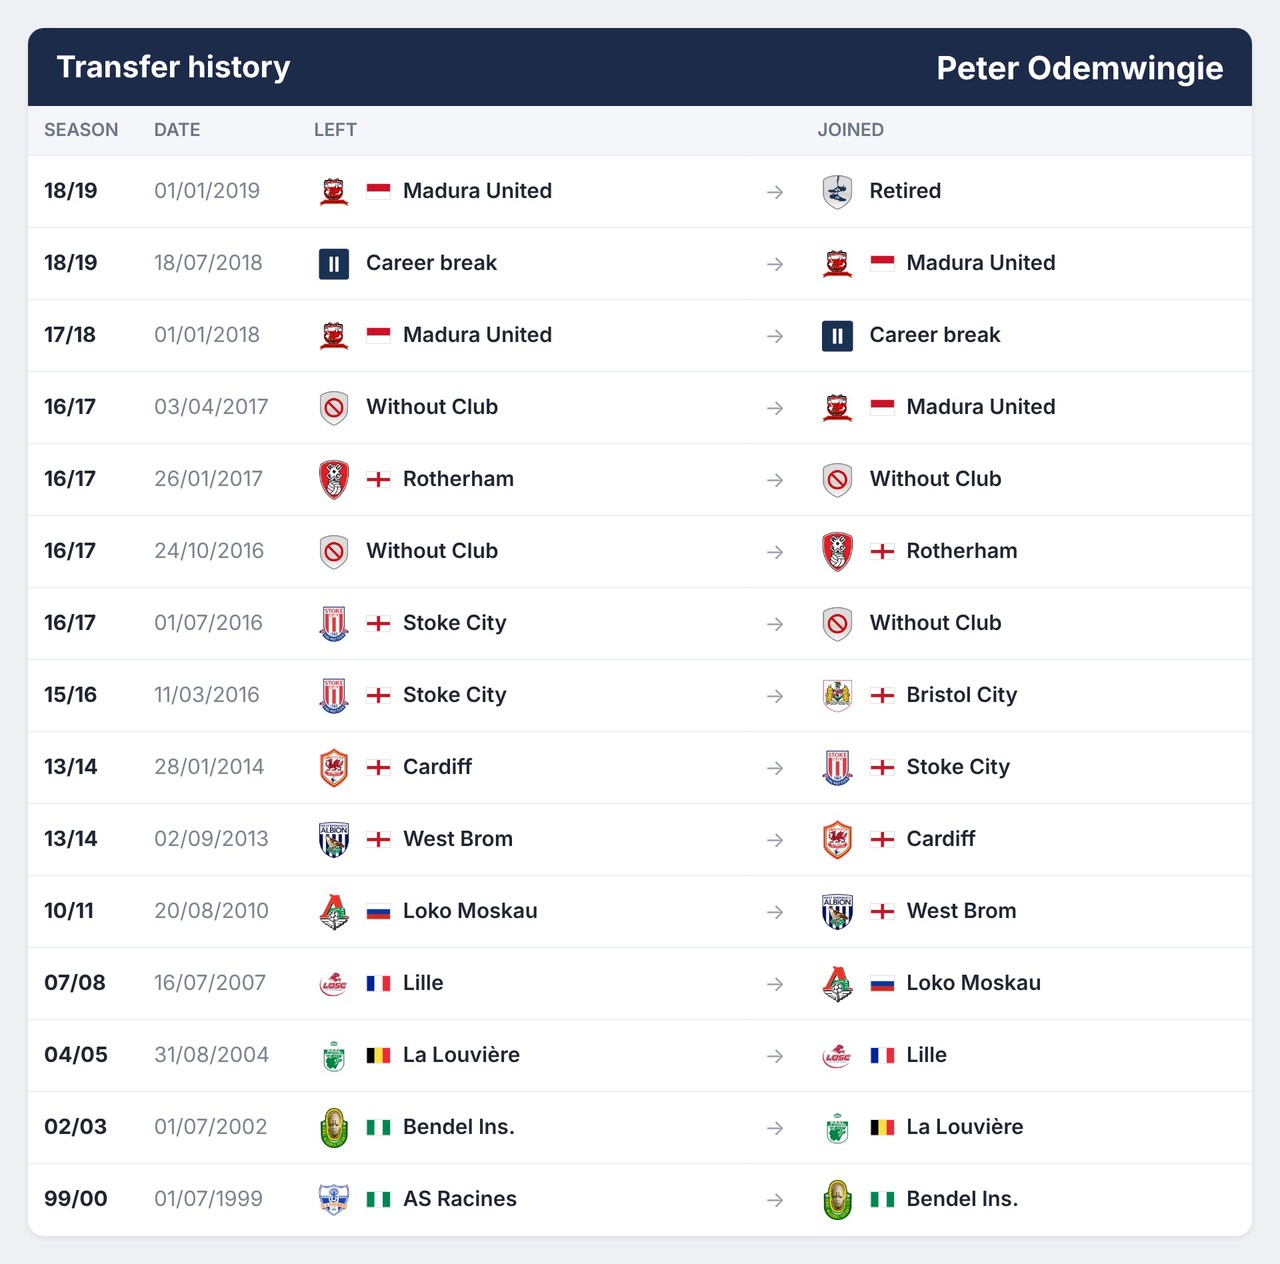 Transfer history Peter Odemwingie
SEASON DATE LEFT JOINED
18/19 01/01/2019 Madura United → Retired
18/19 18/07/2018 Career break → Madura United
17/18 01/01/2018 Madura United → Career break
16/17 03/04/2017 Without Club → Madura United
16/17 26/01/2017 Rotherham → Without Club
16/17 24/10/2016 Without Club → Rotherham
16/17 01/07/2016 Stoke City → Without Club
15/16 11/03/2016 Stoke City → Bristol City
13/14 28/01/2014 Cardiff → Stoke City
13/14 02/09/2013 West Brom → Cardiff
10/11 20/08/2010 Loko Moskau → West Brom
07/08 16/07/2007 Lille → Loko Moskau
04/05 31/08/2004 La Louvière → Lille
02/03 01/07/2002 Bendel Ins. → La Louvière
99/00 01/07/1999 AS Racines → Bendel Ins.